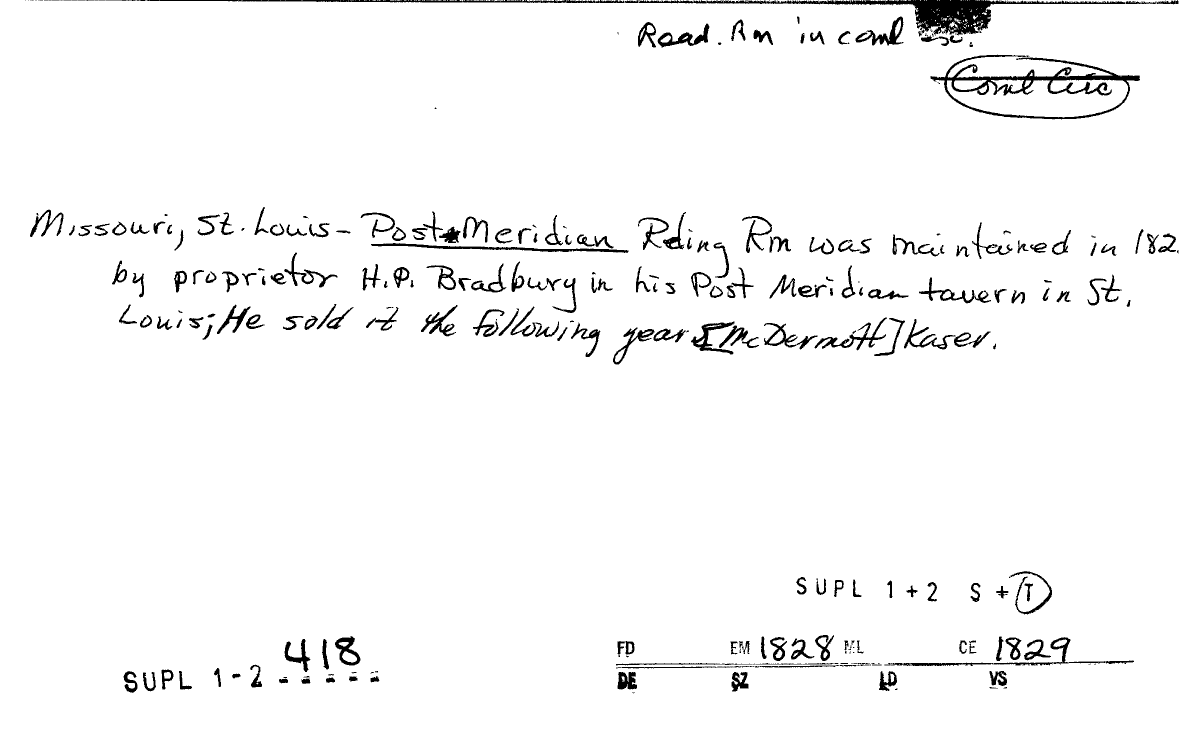 Read. Rm in coml
Coml Circ
Missouri, St. Louis - Post Meridian Rding Rm was maintained in 182
by proprietor H.P. Bradbury in his Post Meridian tavern in St.
Louis; He sold it the following year [McDermott] Kaser.
SUPL 1+2 S + T
SUPL 1-2 418
FD EM 1828 ML CE 1829
DE SZ LD VS